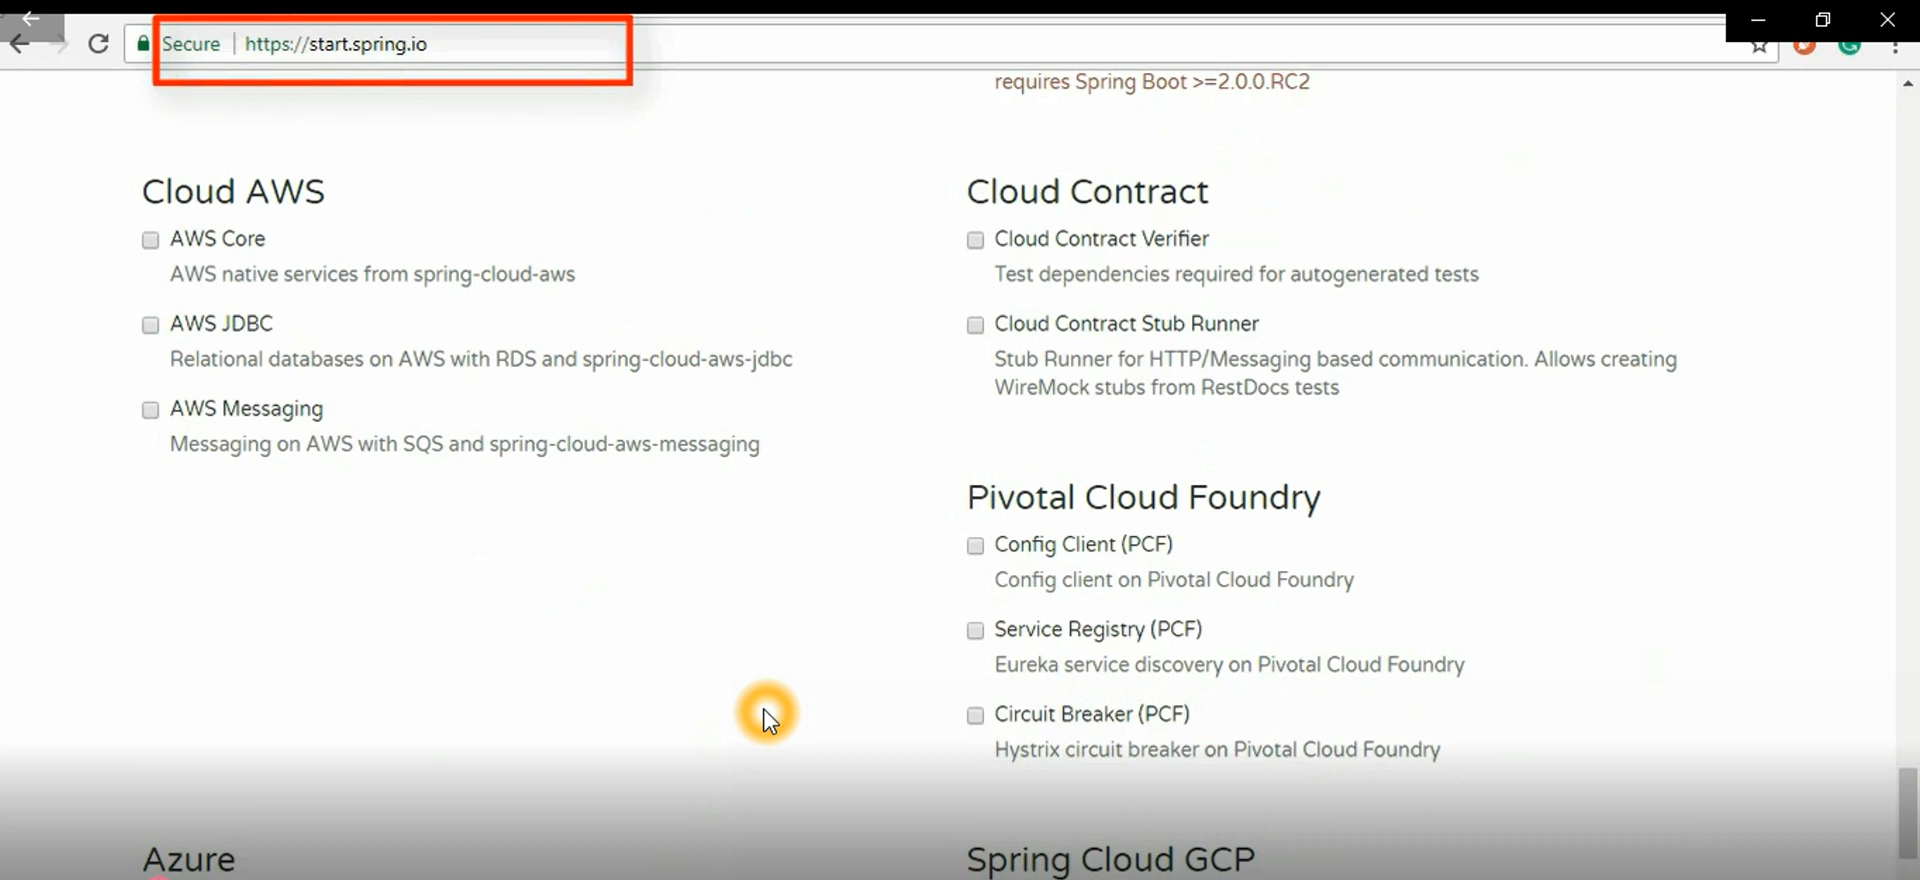 Secure | https://start.spring.io
requires Spring Boot >=2.0.0.RC2
Cloud AWS
AWS Core
AWS native services from spring-cloud-aws
AWS JDBC
Relational databases on AWS with RDS and spring-cloud-aws-jdbc
AWS Messaging
Messaging on AWS with SQS and spring-cloud-aws-messaging
Cloud Contract
Cloud Contract Verifier
Test dependencies required for autogenerated tests
Cloud Contract Stub Runner
Stub Runner for HTTP/Messaging based communication. Allows creating
WireMock stubs from RestDocs tests
Pivotal Cloud Foundry
Config Client (PCF)
Config client on Pivotal Cloud Foundry
Service Registry (PCF)
Eureka service discovery on Pivotal Cloud Foundry
Circuit Breaker (PCF)
Hystrix circuit breaker on Pivotal Cloud Foundry
Azure
Spring Cloud GCP